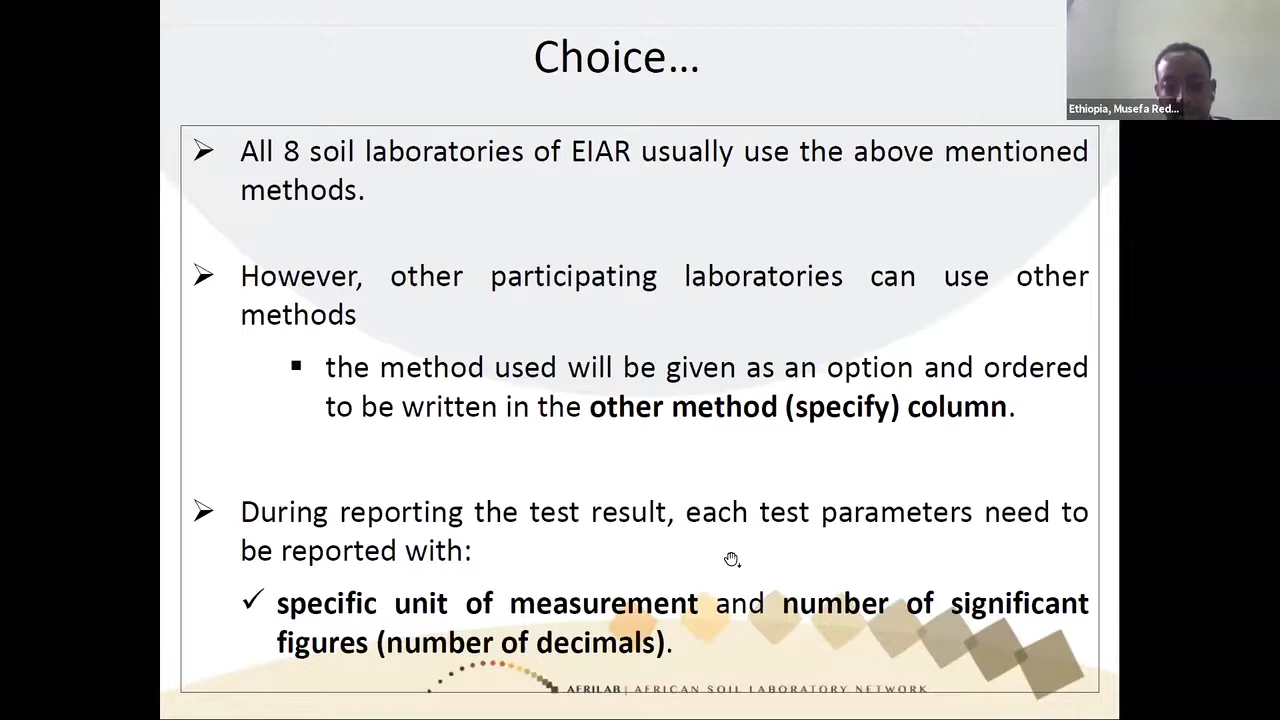 Choice...
Ethiopia, Musefa Red...
➢ All 8 soil laboratories of EIAR usually use the above mentioned
methods.
➢ However, other participating laboratories can use other
methods
▪ the method used will be given as an option and ordered
to be written in the other method (specify) column.
➢ During reporting the test result, each test parameters need to
be reported with:
✓ specific unit of measurement and number of significant
figures (number of decimals).
AFRILAB | AFRICAN SOIL LABORATORY NETWORK